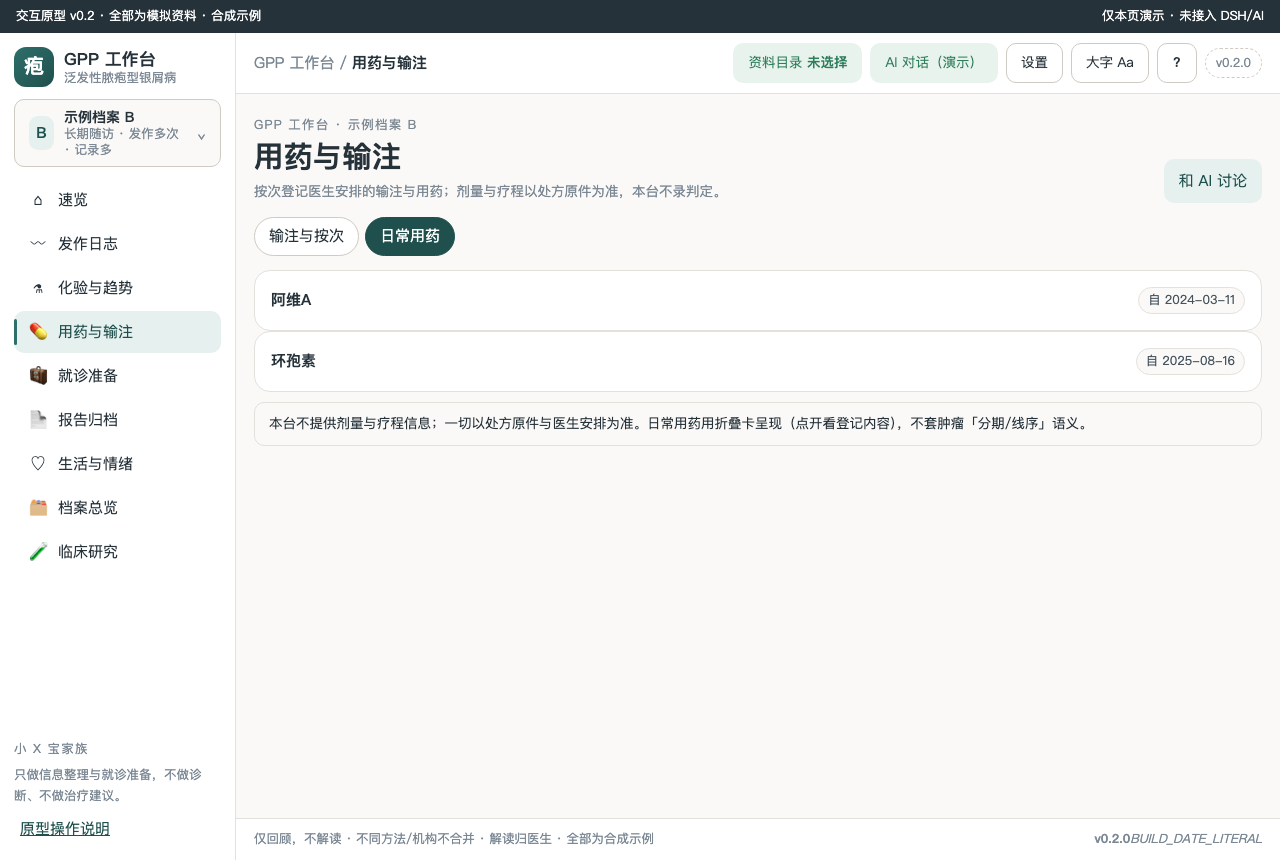 交互原型 v0.2 · 全部为模拟资料 · 合成示例
仅本页演示 · 未接入 DSH/AI
疱
GPP 工作台
泛发性脓疱型银屑病
B
示例档案 B
长期随访 · 发作多次
· 记录多
速览
发作日志
化验与趋势
用药与输注
就诊准备
报告归档
生活与情绪
档案总览
临床研究
小 X 宝家族
只做信息整理与就诊准备，不做诊
断、不做治疗建议。
原型操作说明
GPP 工作台 / 用药与输注
资料目录 未选择
AI 对话（演示）
设置
大字 Aa
?
v0.2.0
GPP 工作台 · 示例档案 B
用药与输注
按次登记医生安排的输注与用药；剂量与疗程以处方原件为准，本台不录判定。
和 AI 讨论
输注与按次
日常用药
阿维A
自 2024-03-11
环孢素
自 2025-08-16
本台不提供剂量与疗程信息；一切以处方原件与医生安排为准。日常用药用折叠卡呈现（点开看登记内容），不套肿瘤「分期/线序」语义。
仅回顾，不解读 · 不同方法/机构不合并 · 解读归医生 · 全部为合成示例
v0.2.0BUILD_DATE_LITERAL